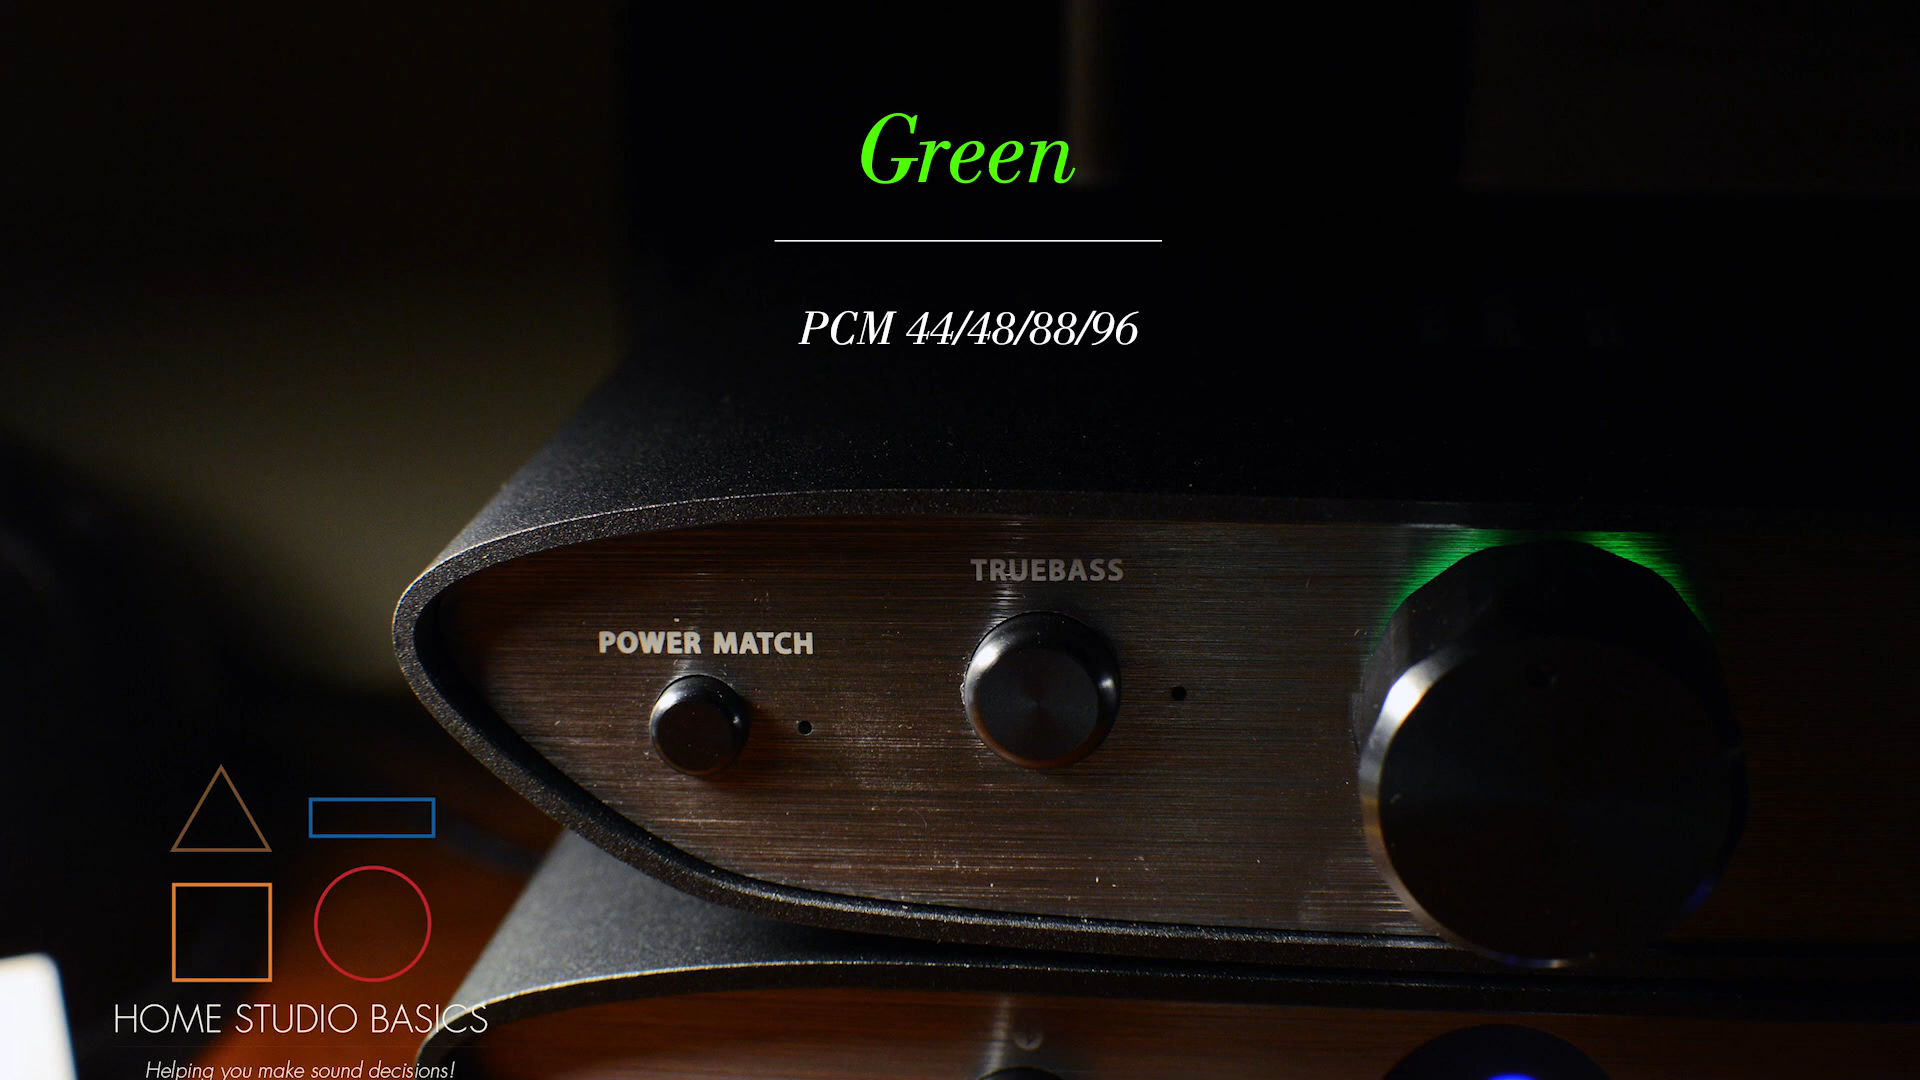 Green
PCM 44/48/88/96
TRUEBASS
POWER MATCH
HOME STUDIO BASICS
Helping you make sound decisions!